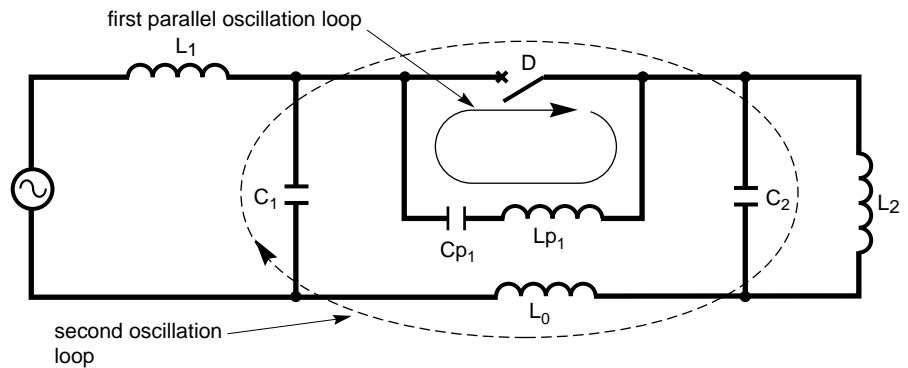 first parallel oscillation loop
L1
D
C1
Cp1
Lp1
C2
L2
L0
second oscillation
loop